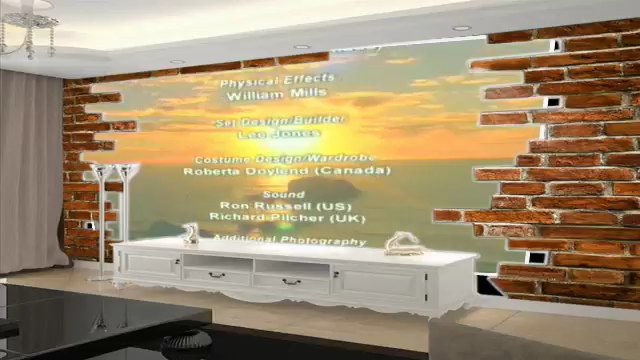 Physical Effects
William Mills
Set Design/Builder
Lee Jones
Costume Design/Wardrobe
Roberta Doylend (Canada)
Sound
Ron Russell (US)
Richard Pilcher (UK)
Additional Photography